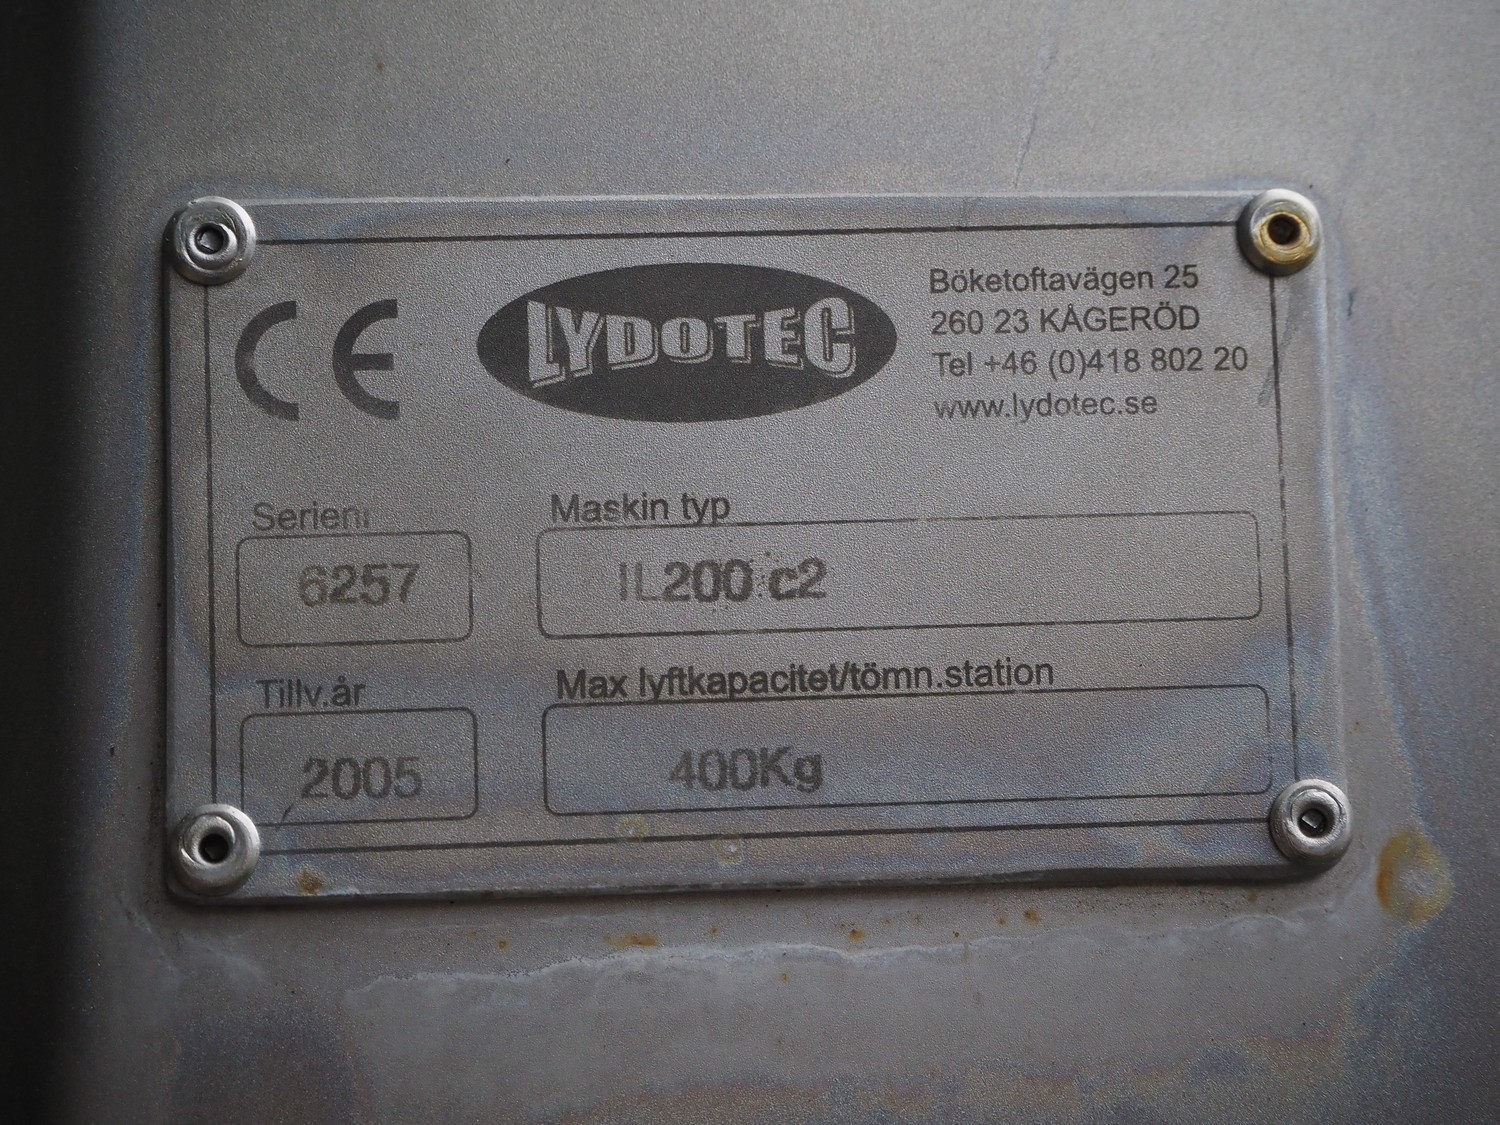 CE
LYDOTEC
Böketoftavägen 25
260 23 KÅGERÖD
Tel +46 (0)418 802 20
www.lydotec.se
Serienr
Maskin typ
6257
IL200 c2
Tillv.år
Max lyftkapacitet/tömn.station
2005
400Kg